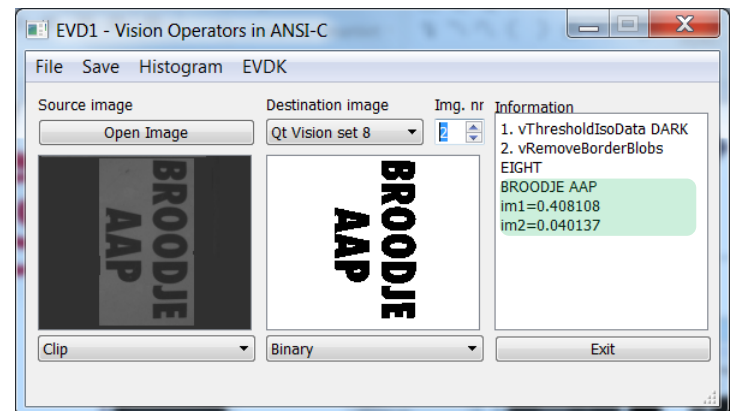 EVD1 - Vision Operators in ANSI-C
File Save Histogram EVDK
Source image
Open Image
BROODJE
AAP
Clip
Destination image
Qt Vision set 8
BROODJE
AAP
Binary
Img. nr
2
Information
1. vThresholdIsoData DARK
2. vRemoveBorderBlobs
EIGHT
BROODJE AAP
im1=0.408108
im2=0.040137
Exit